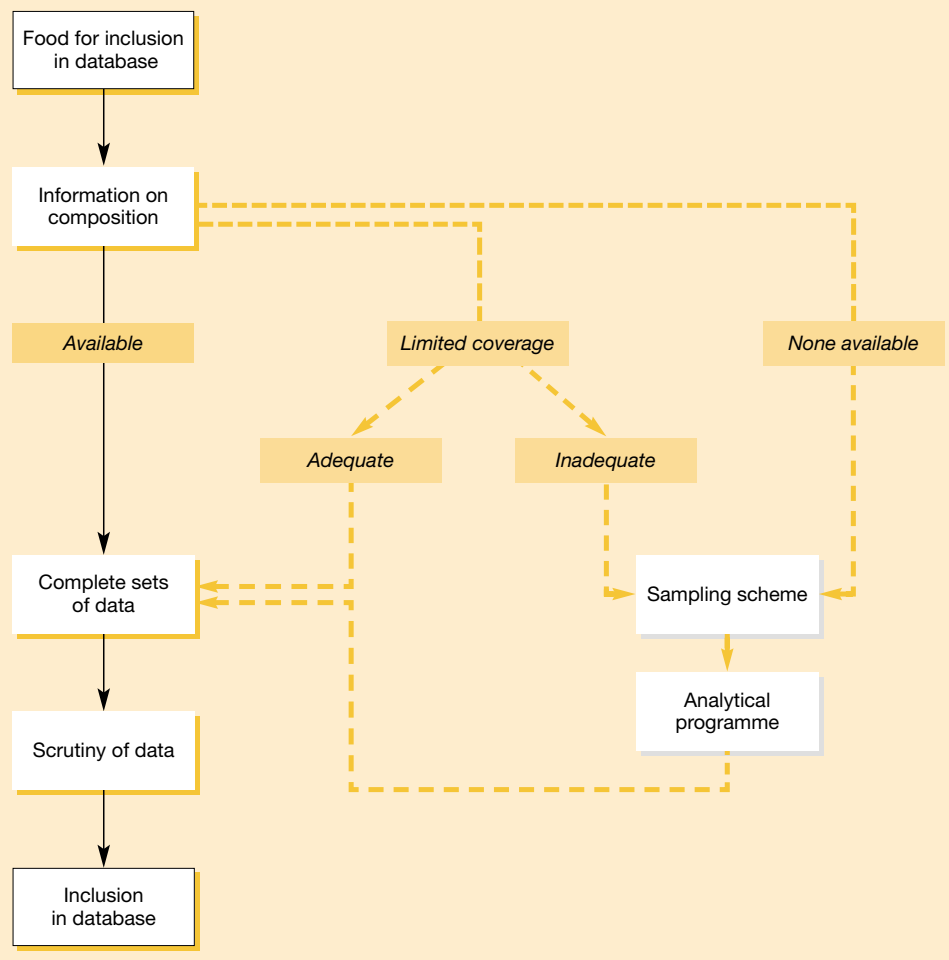 Food for inclusion
in database
Information on
composition
Available
Limited coverage
None available
Adequate
Inadequate
Complete sets
of data
Sampling scheme
Analytical
programme
Scrutiny of data
Inclusion
in database